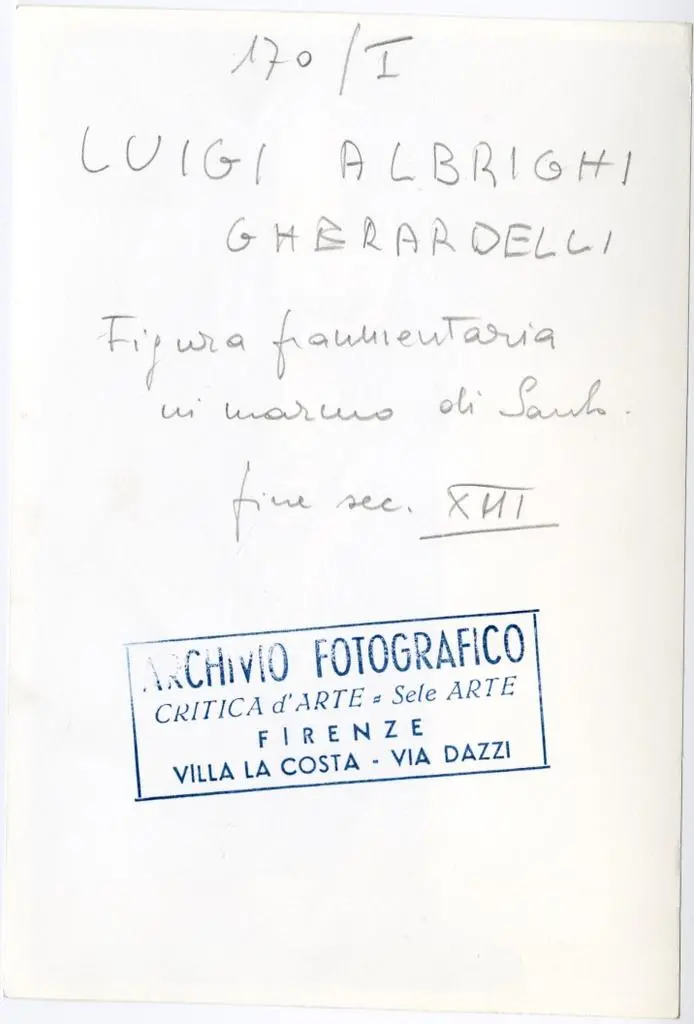 170/I
LUIGI ALBRIGHI
GHERARDELLI
Figura frammentaria
in marmo di Santo.
fine sec. XIII
ARCHIVIO FOTOGRAFICO
CRITICA d'ARTE = Sele ARTE
FIRENZE
VILLA LA COSTA - VIA DAZZI